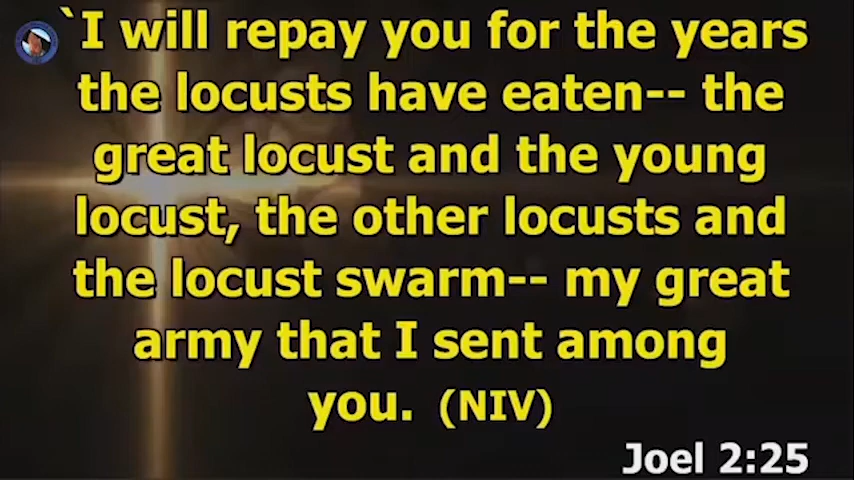 `I will repay you for the years
the locusts have eaten-- the
great locust and the young
locust, the other locusts and
the locust swarm-- my great
army that I sent among
you. (NIV)
Joel 2:25